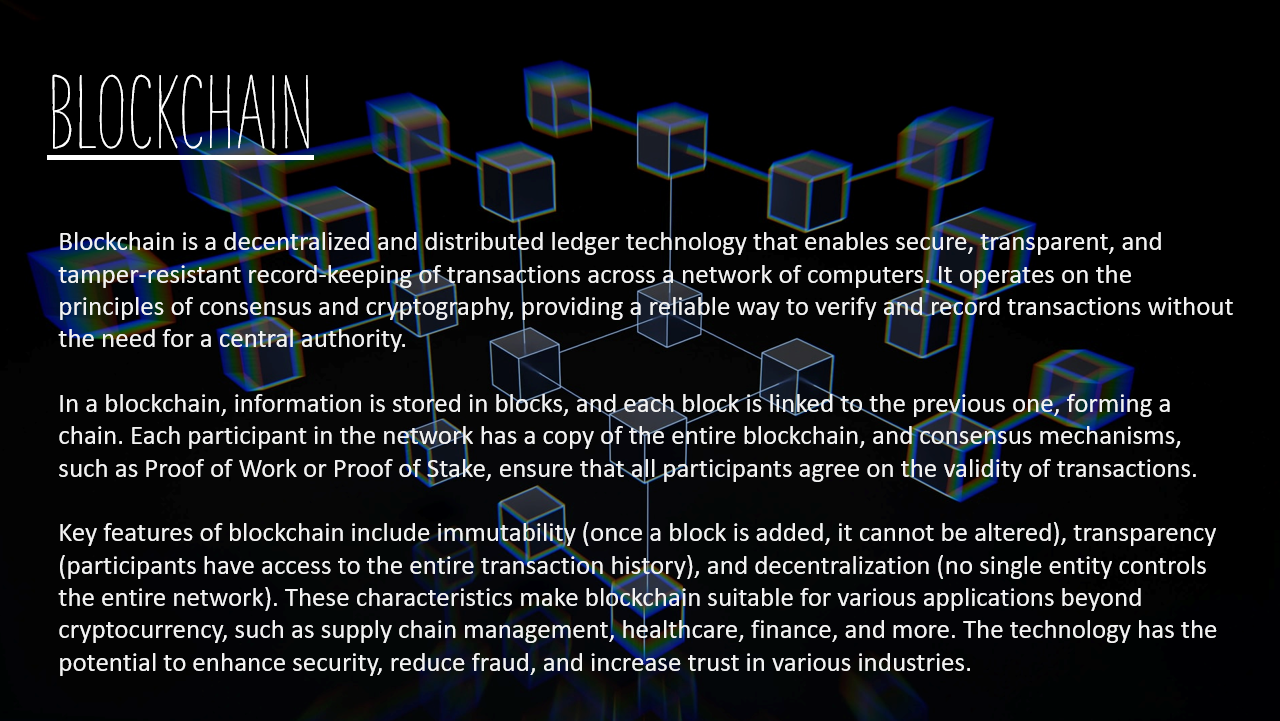 BLOCKCHAIN
Blockchain is a decentralized and distributed ledger technology that enables secure, transparent, and
tamper-resistant record-keeping of transactions across a network of computers. It operates on the
principles of consensus and cryptography, providing a reliable way to verify and record transactions without
the need for a central authority.
In a blockchain, information is stored in blocks, and each block is linked to the previous one, forming a
chain. Each participant in the network has a copy of the entire blockchain, and consensus mechanisms,
such as Proof of Work or Proof of Stake, ensure that all participants agree on the validity of transactions.
Key features of blockchain include immutability (once a block is added, it cannot be altered), transparency
(participants have access to the entire transaction history), and decentralization (no single entity controls
the entire network). These characteristics make blockchain suitable for various applications beyond
cryptocurrency, such as supply chain management, healthcare, finance, and more. The technology has the
potential to enhance security, reduce fraud, and increase trust in various industries.